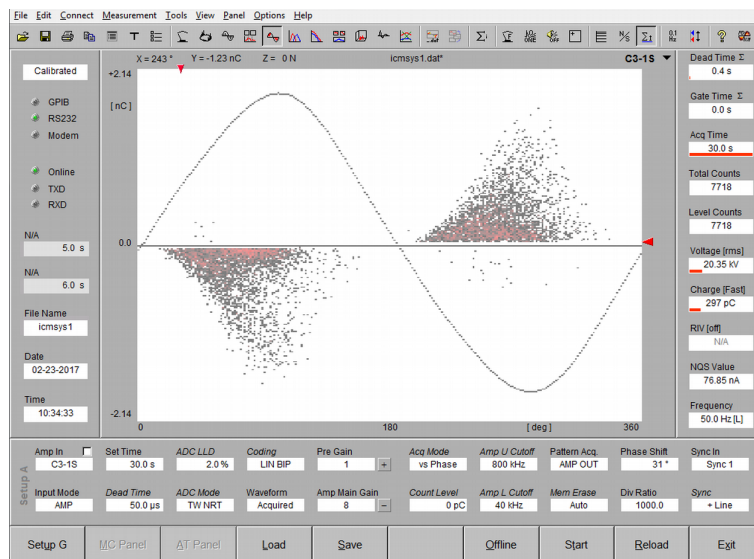 File Edit Connect Measurement Tools View Panel Options Help
X = 243 ° Y = -1.23 nC Z = 0 N icmsys1.dat* C3-1S
Calibrated
GPIB
RS232
Modem
Online
TXD
RXD
N/A
5.0 s
N/A
6.0 s
File Name
icmsys1
Date
02-23-2017
Time
10:34:33
+2.14
[ nC ]
0.0
-2.14
0 180 [ deg ] 360
Dead Time Σ
0.4 s
Gate Time Σ
0.0 s
Acq Time
30.0 s
Total Counts
7718
Level Counts
7718
Voltage [rms]
20.35 kV
Charge [Fast]
297 pC
RIV [off]
N/A
NQS Value
76.85 nA
Frequency
50.0 Hz [L]
Setup A
Amp In Set Time ADC LLD Coding Pre Gain Acq Mode Amp U Cutoff Pattern Acq. Phase Shift Sync In
C3-1S 30.0 s 2.0 % LIN BIP 1 + vs Phase 800 kHz AMP OUT 31 ° Sync 1
Input Mode Dead Time ADC Mode Waveform Amp Main Gain Count Level Amp L Cutoff Mem Erase Div Ratio Sync
AMP 50.0 µs TW NRT Acquired 8 − 0 pC 40 kHz Auto 1000.0 + Line
Setup G MC Panel AT Panel Load Save Offline Start Reload Exit